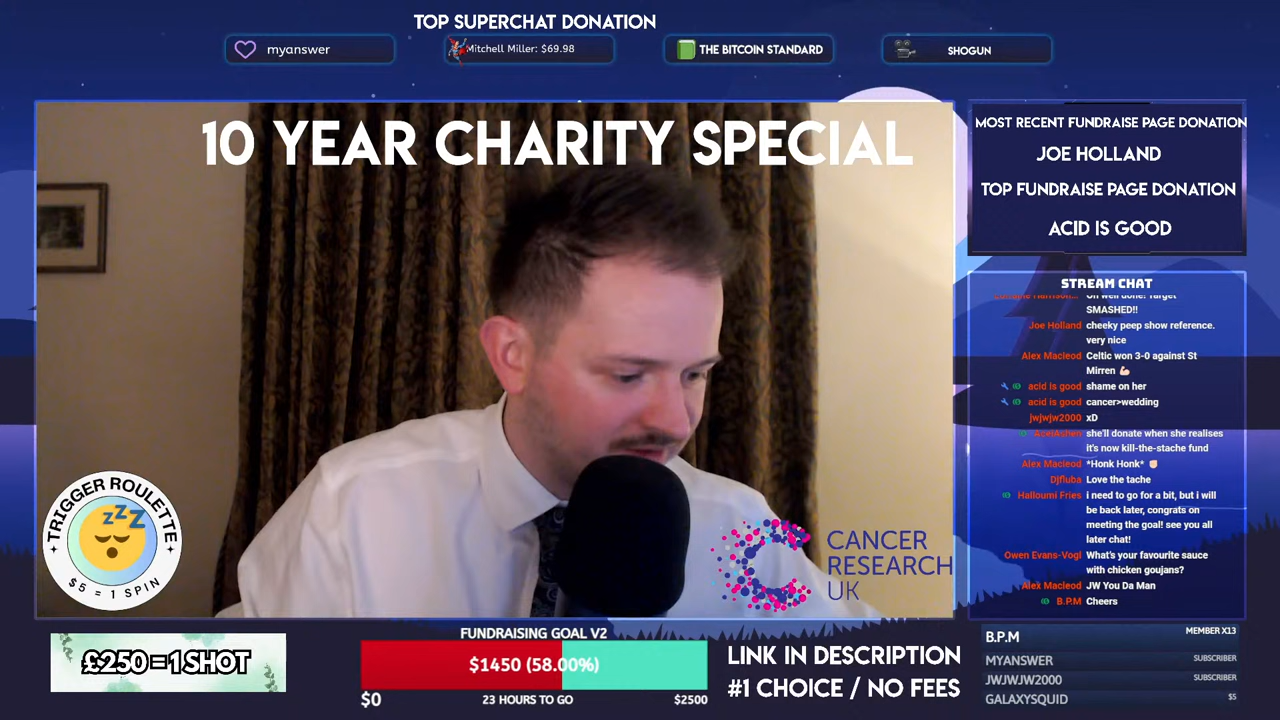 TOP SUPERCHAT DONATION
myanswer
Mitchell Miller: $69.98
THE BITCOIN STANDARD
SHOGUN
10 YEAR CHARITY SPECIAL
MOST RECENT FUNDRAISE PAGE DONATION
JOE HOLLAND
TOP FUNDRAISE PAGE DONATION
ACID IS GOOD
STREAM CHAT
Oh well done! Target
SMASHED!!
Joe Holland cheeky peep show reference.
very nice
Alex Macleod Celtic won 3-0 against St
Mirren 💪🏻
acid is good shame on her
acid is good cancer>wedding
jwjwjw2000 xD
she'll donate when she realises
it's now kill-the-stache fund
Alex Macleod *Honk Honk* ✊🏼
Djfluba Love the tache
Halloumi Fries i need to go for a bit, but i will
be back later, congrats on
meeting the goal! see you all
later chat!
Owen Evans-Vogl What's your favourite sauce
with chicken goujans?
Alex Macleod JW You Da Man
B.P.M Cheers
TRIGGER ROULETTE
zzz
$5 = 1 SPIN
CANCER
RESEARCH
UK
£250 = 1 SHOT
FUNDRAISING GOAL V2
$1450 (58.00%)
$0
23 HOURS TO GO
$2500
LINK IN DESCRIPTION
#1 CHOICE / NO FEES
B.P.M MEMBER X13
MYANSWER SUBSCRIBER
JWJWJW2000 SUBSCRIBER
GALAXYSQUID $5